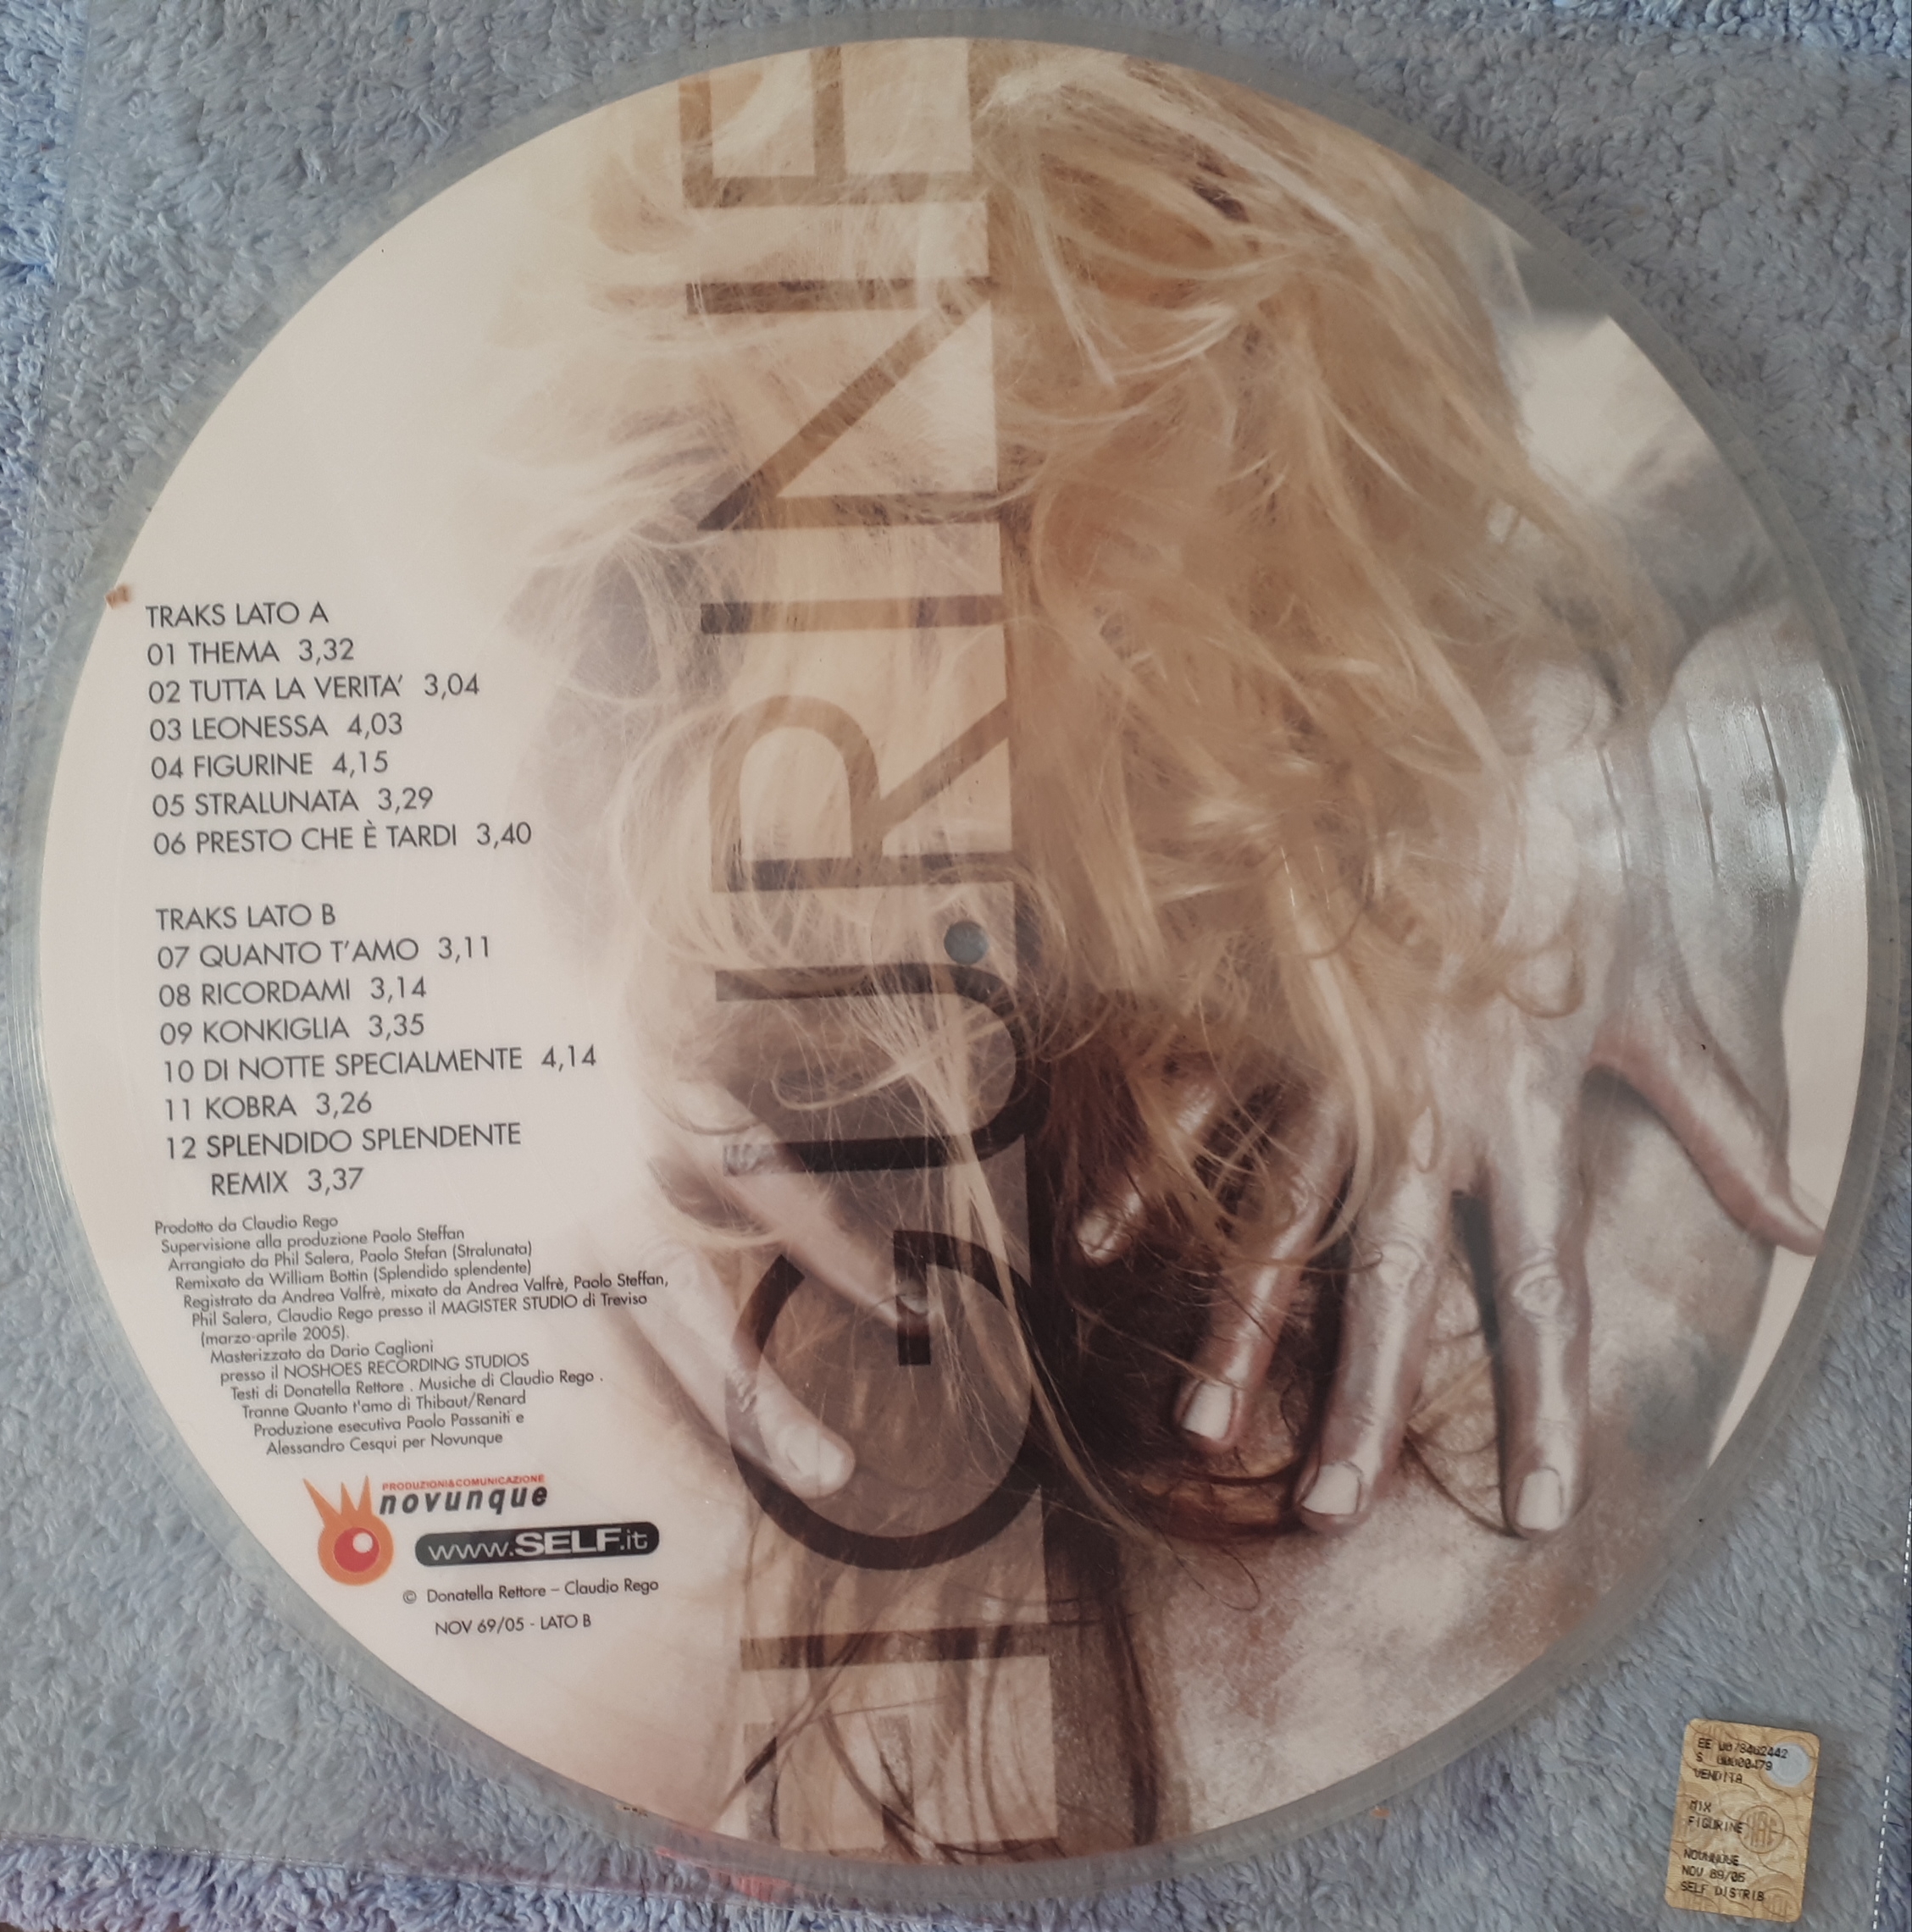 FIGURINE
TRAKS LATO A
01 THEMA 3,32
02 TUTTA LA VERITA' 3,04
03 LEONESSA 4,03
04 FIGURINE 4,15
05 STRALUNATA 3,29
06 PRESTO CHE È TARDI 3,40
TRAKS LATO B
07 QUANTO T'AMO 3,11
08 RICORDAMI 3,14
09 KONKIGLIA 3,35
10 DI NOTTE SPECIALMENTE 4,14
11 KOBRA 3,26
12 SPLENDIDO SPLENDENTE
REMIX 3,37
Prodotto da Claudio Rego
Supervisione alla produzione Paolo Steffan
Arrangiato da Phil Salera, Paolo Stefan (Stralunata)
Remixato da William Bottin (Splendido splendente)
Registrato da Andrea Valfrè, mixato da Andrea Valfrè, Paolo Steffan,
Phil Salera, Claudio Rego presso il MAGISTER STUDIO di Treviso
(marzo-aprile 2005).
Masterizzato da Dario Caglioni
presso il NOSHOES RECORDING STUDIOS
Testi di Donatella Rettore . Musiche di Claudio Rego .
Tranne Quanto t'amo di Thibaut/Renard
Produzione esecutiva Paolo Passaniti e
Alessandro Cesqui per Novunque
PRODUZIONI&COMUNICAZIONE
novunque
www.SELF.it
© Donatella Rettore – Claudio Rego
NOV 69/05 - LATO B
EE
S
VENDITA
MIX
FIGURINE
NOVUNQUE
NOV 69/05
SELF DISTRIB